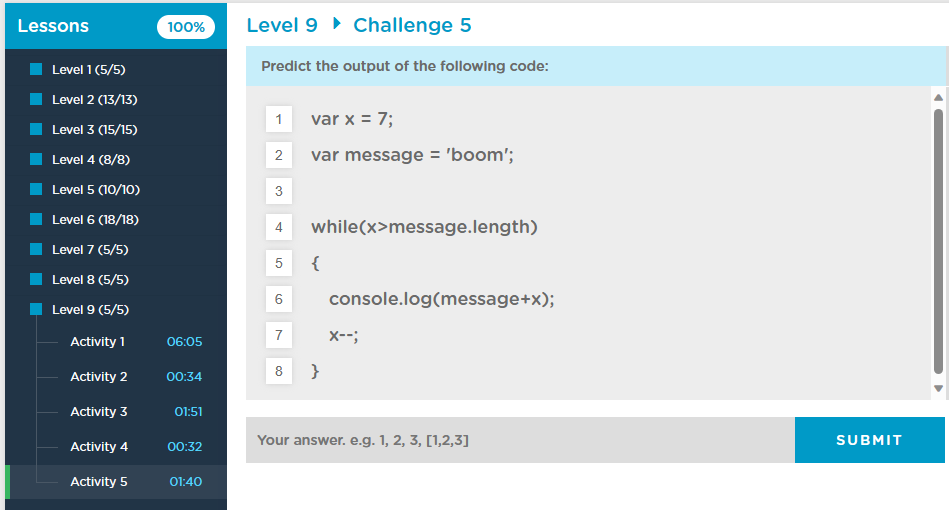 Lessons 100%
Level 1 (5/5)
Level 2 (13/13)
Level 3 (15/15)
Level 4 (8/8)
Level 5 (10/10)
Level 6 (18/18)
Level 7 (5/5)
Level 8 (5/5)
Level 9 (5/5)
Activity 1 06:05
Activity 2 00:34
Activity 3 01:51
Activity 4 00:32
Activity 5 01:40
Level 9 Challenge 5
Predict the output of the following code:
1 var x = 7;
2 var message = 'boom';
3
4 while(x>message.length)
5 {
6 console.log(message+x);
7 x--;
8 }
Your answer. e.g. 1, 2, 3, [1,2,3] SUBMIT